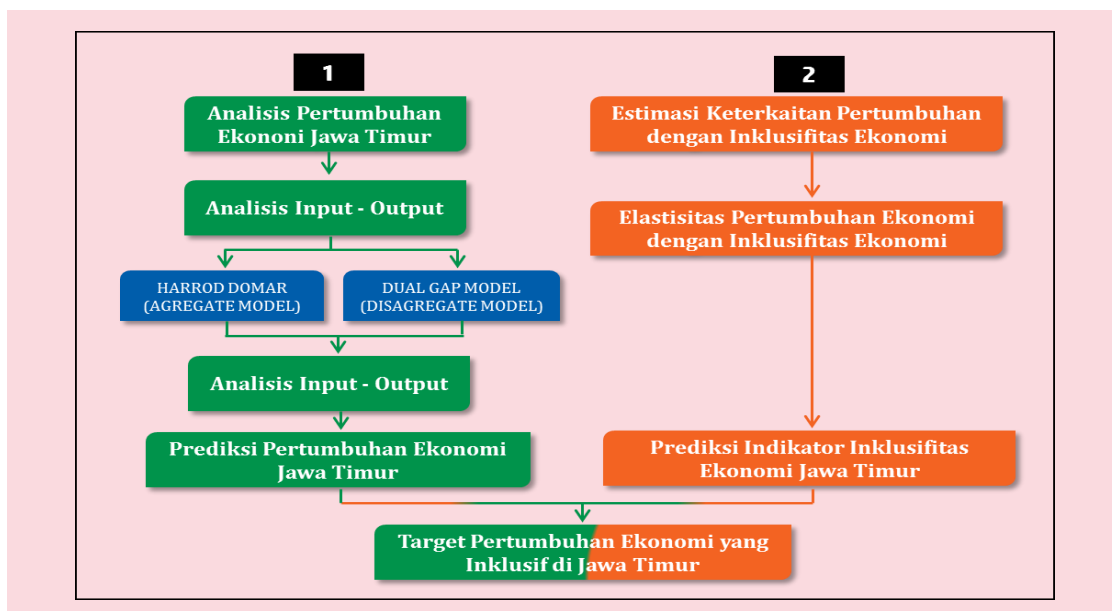 1
Analisis Pertumbuhan
Ekononi Jawa Timur
Analisis Input - Output
HARROD DOMAR
(AGREGATE MODEL)
DUAL GAP MODEL
(DISAGREGATE MODEL)
Analisis Input - Output
Prediksi Pertumbuhan Ekonomi
Jawa Timur
2
Estimasi Keterkaitan Pertumbuhan
dengan Inklusifitas Ekonomi
Elastisitas Pertumbuhan Ekonomi
dengan Inklusifitas Ekonomi
Prediksi Indikator Inklusifitas
Ekonomi Jawa Timur
Target Pertumbuhan Ekonomi yang
Inklusif di Jawa Timur